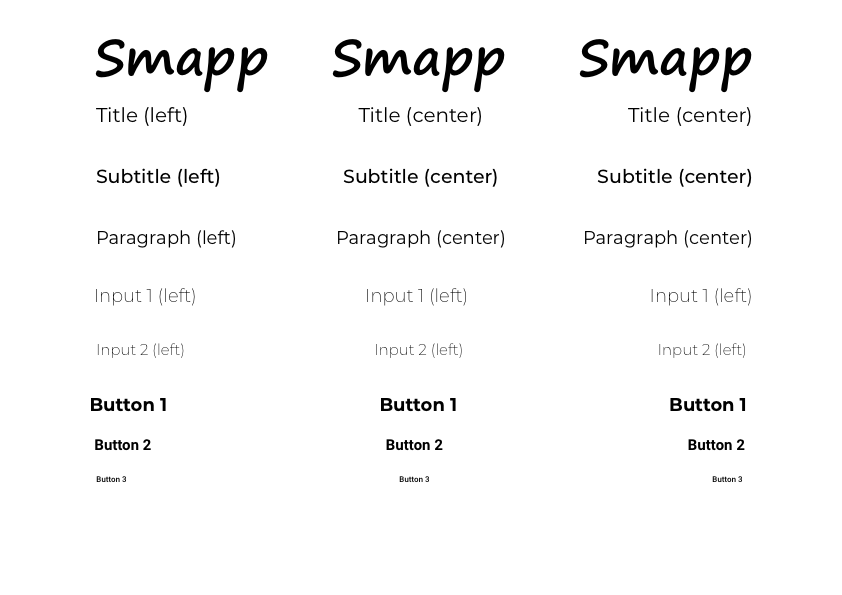 Smapp Smapp Smapp
Title (left) Title (center) Title (center)
Subtitle (left) Subtitle (center) Subtitle (center)
Paragraph (left) Paragraph (center) Paragraph (center)
Input 1 (left) Input 1 (left) Input 1 (left)
Input 2 (left) Input 2 (left) Input 2 (left)
Button 1 Button 1 Button 1
Button 2 Button 2 Button 2
Button 3 Button 3 Button 3